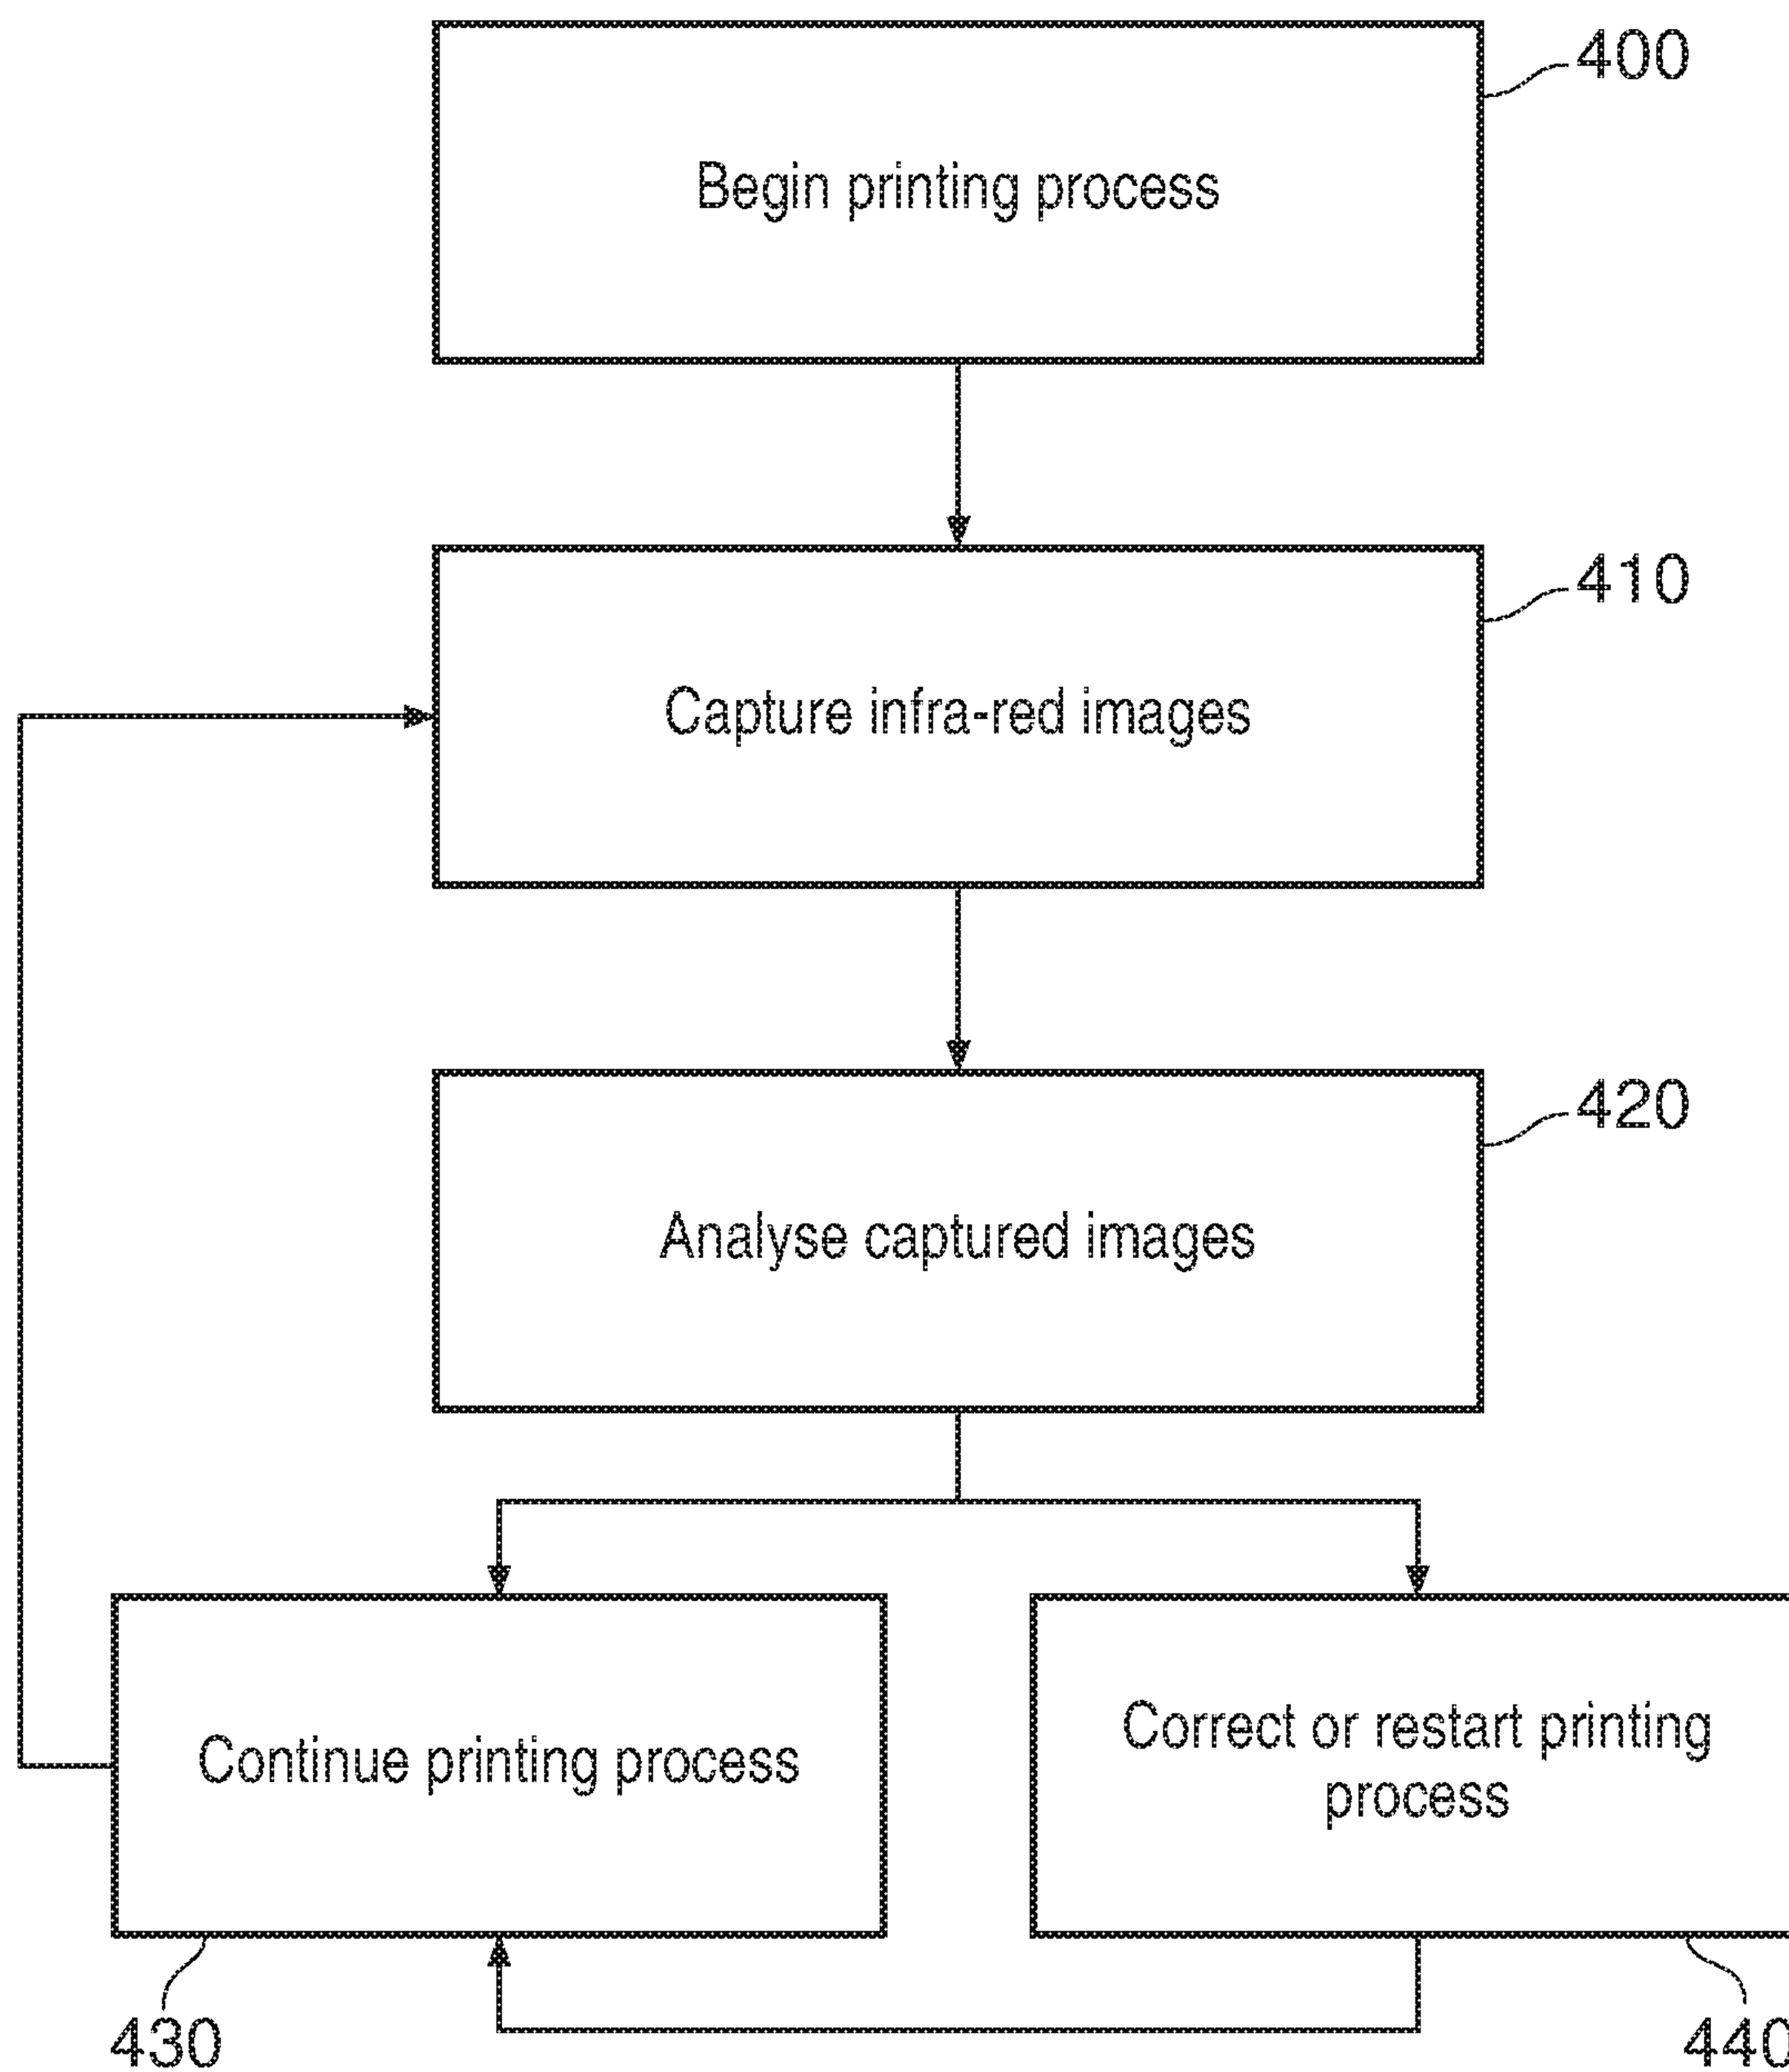 400
Begin printing process
410
Capture infra-red images
420
Analyse captured images
Continue printing process
Correct or restart printing
process
430
440